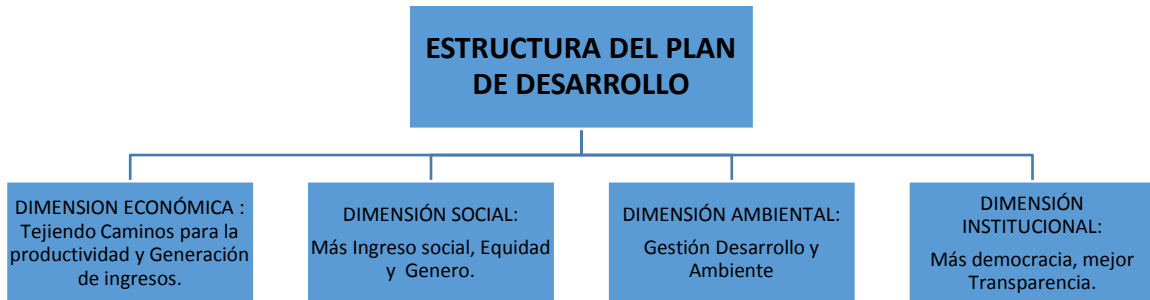 ESTRUCTURA DEL PLAN
DE DESARROLLO
DIMENSION ECONÓMICA :
Tejiendo Caminos para la
productividad y Generación
de ingresos.
DIMENSIÓN SOCIAL:
Más Ingreso social, Equidad
y Genero.
DIMENSIÓN AMBIENTAL:
Gestión Desarrollo y
Ambiente
DIMENSIÓN
INSTITUCIONAL:
Más democracia, mejor
Transparencia.